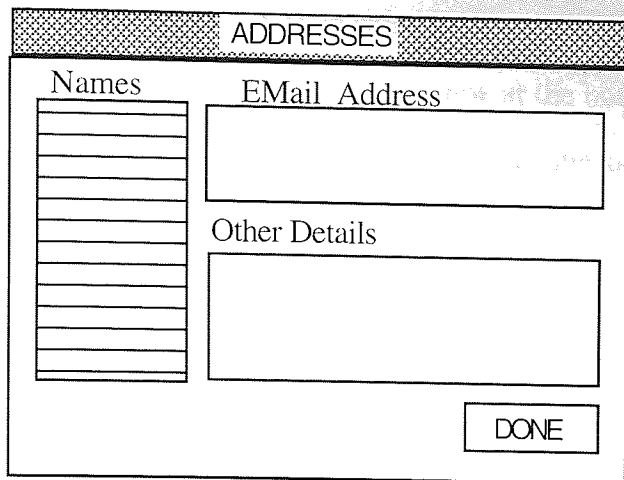 ADDRESSES
Names
EMail Address
Other Details
DONE